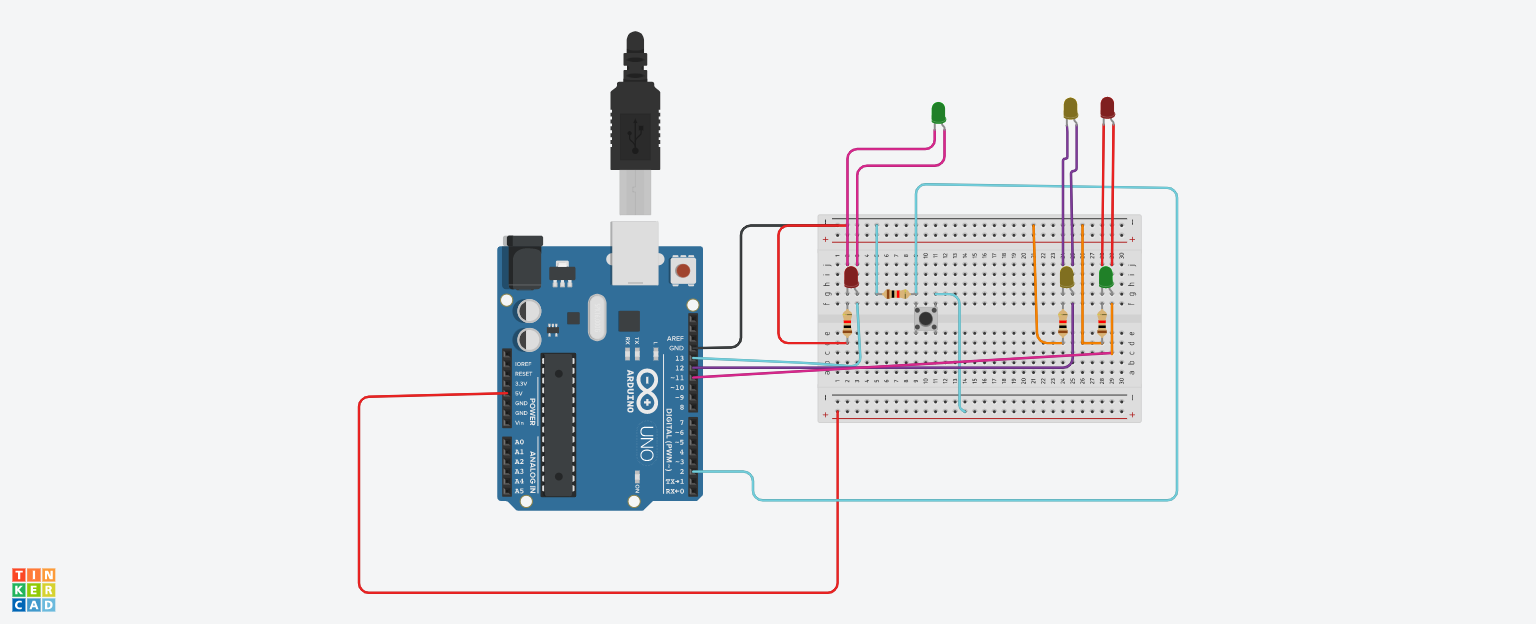 AREF
GND
13
12
~11
~10
~9
8
7
~6
~5
4
~3
2
TX→1
RX←0
DIGITAL (PWM~)
RX
TX
L
ARDUINO
UNO
ON
IOREF
RESET
3.3V
5V
GND
GND
Vin
POWER
A0
A1
A2
A3
A4
A5
ANALOG IN
TIN
KER
CAD